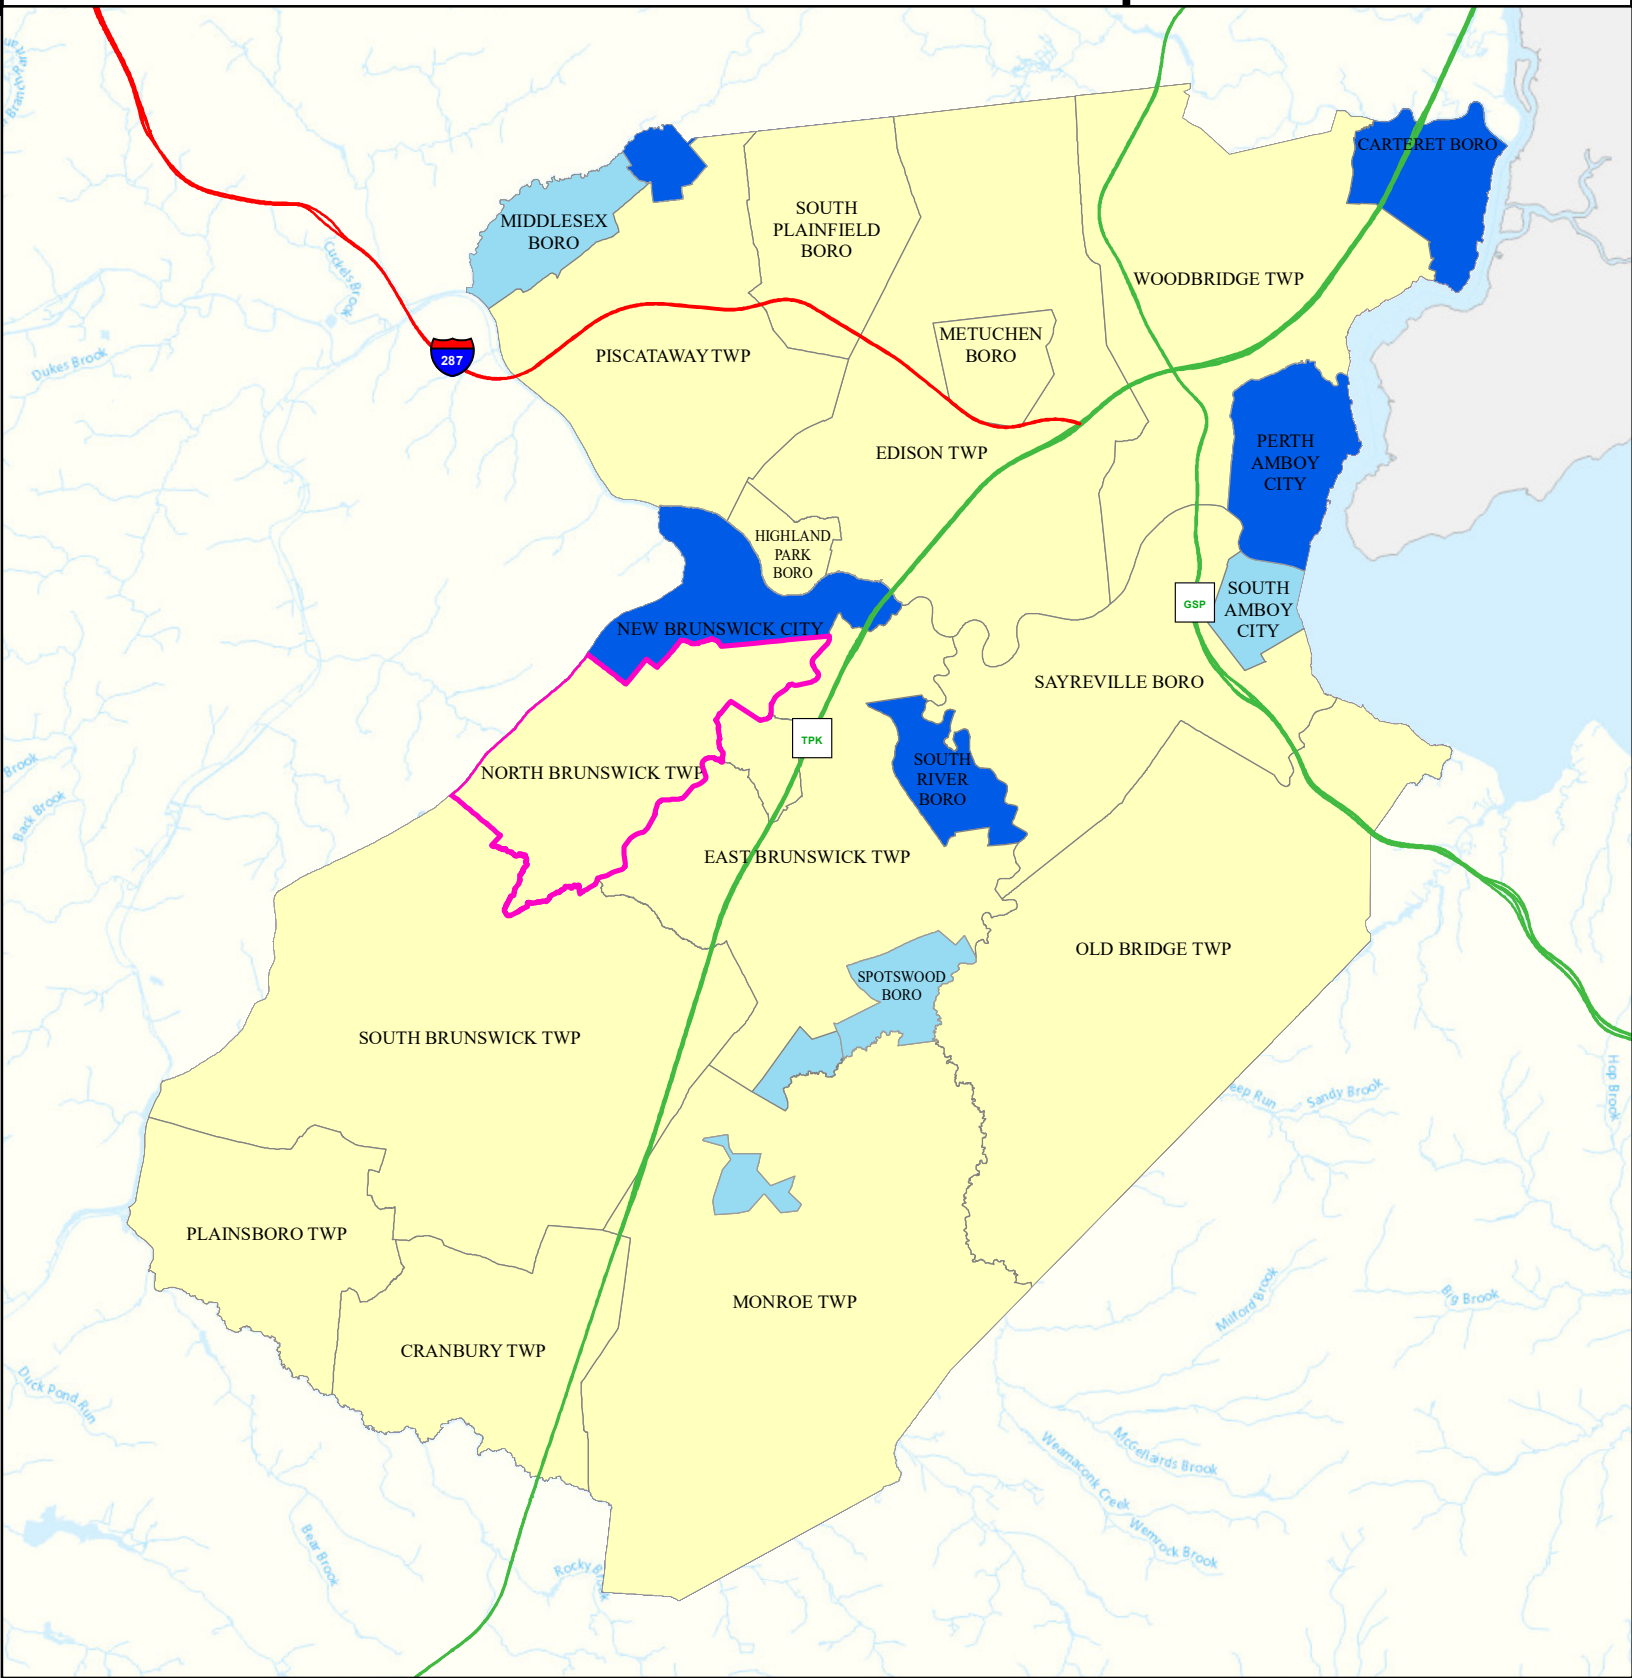 CARTERET BORO
MIDDLESEX
BORO
SOUTH
PLAINFIELD
BORO
WOODBRIDGE TWP
Cuckels Brook
Dukes Brook
287
PISCATAWAY TWP
METUCHEN
BORO
EDISON TWP
PERTH
AMBOY
CITY
HIGHLAND
PARK
BORO
GSP
SOUTH
AMBOY
CITY
NEW BRUNSWICK CITY
SAYREVILLE BORO
TPK
NORTH BRUNSWICK TWP
SOUTH
RIVER
BORO
Brook
Back Brook
EAST BRUNSWICK TWP
OLD BRIDGE TWP
SPOTSWOOD
BORO
SOUTH BRUNSWICK TWP
eep Run
Sandy Brook
Hop Brook
PLAINSBORO TWP
MONROE TWP
Milford Brook
Big Brook
CRANBURY TWP
Duck Pond Run
McGellairds Brook
Weamaconk Creek
Wemrock Brook
Bear Brook
Rocky Brook